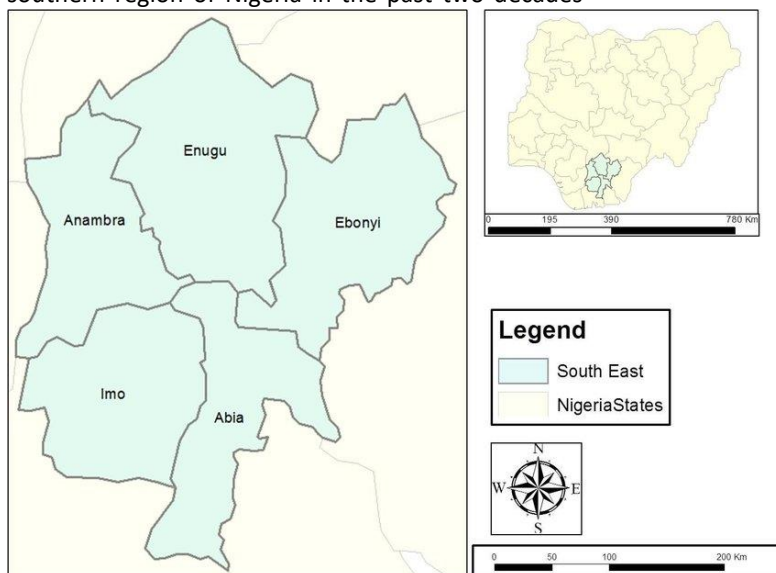 southern region of Nigeria in the past two decades
Enugu
Anambra
Ebonyi
Imo
Abia
0 195 390 780 Km
Legend
South East
NigeriaStates
N
W E
S
0 50 100 200 Km